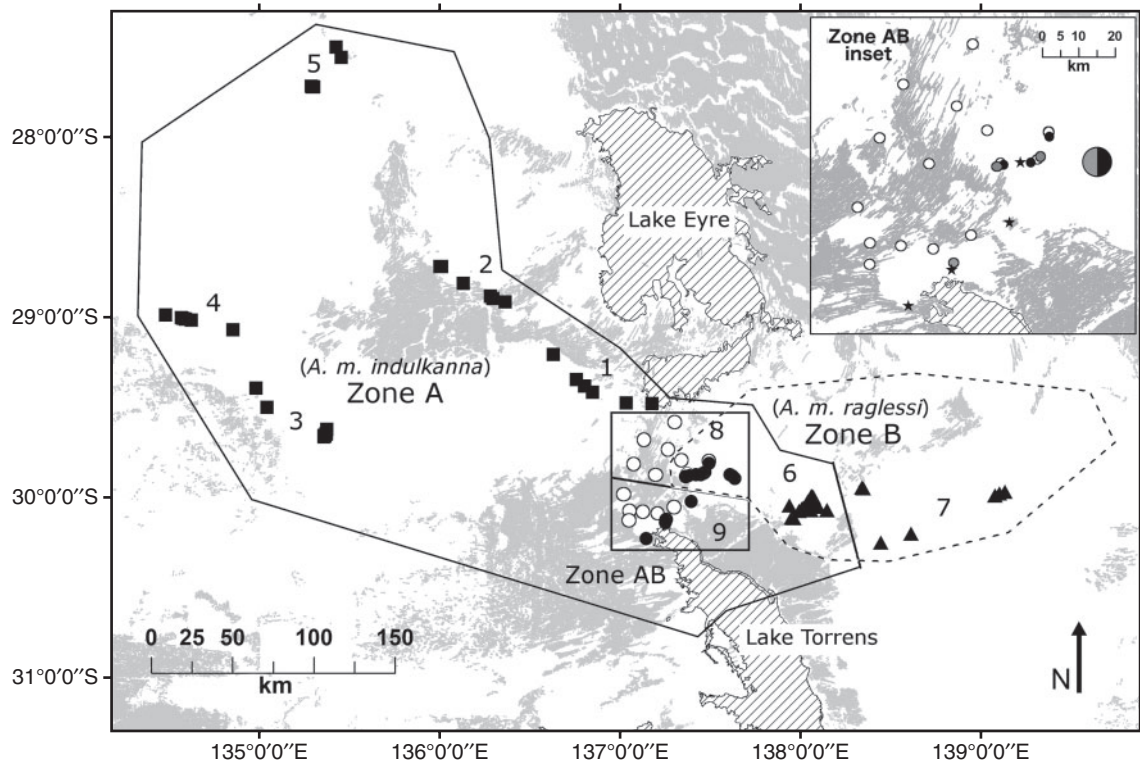 Zone AB
inset
0 5 10 20
km
5
28°0′0″S
Lake Eyre
2
4
29°0′0″S
1
(A. m. indulkanna)
Zone A
(A. m. raglessi)
Zone B
3
8
6
7
30°0′0″S
9
Zone AB
0 25 50 100 150
km
Lake Torrens
31°0′0″S
N
135°0′0″E 136°0′0″E 137°0′0″E 138°0′0″E 139°0′0″E